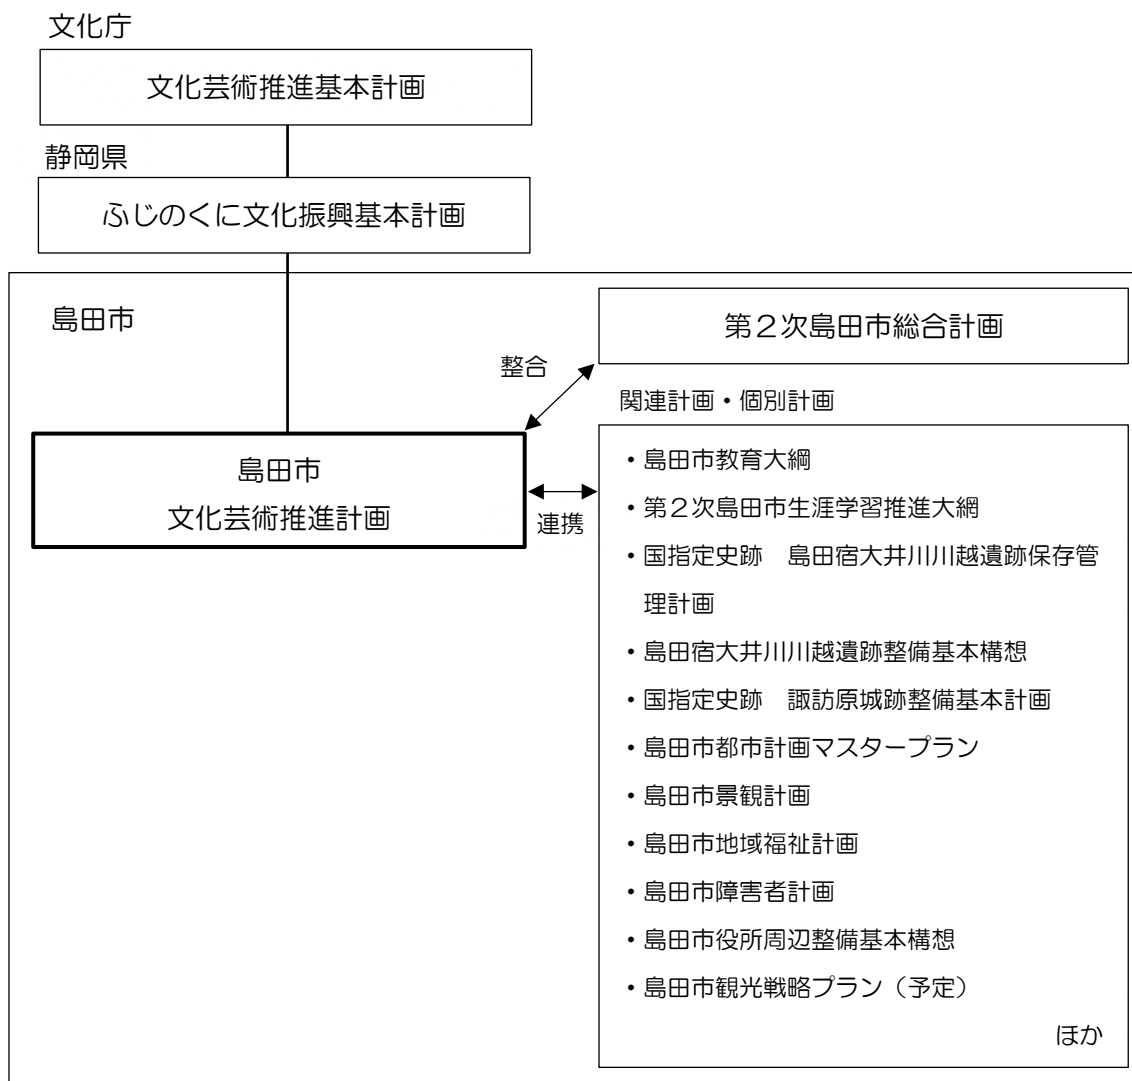 文化庁
文化芸術推進基本計画
静岡県
ふじのくに文化振興基本計画
島田市
第２次島田市総合計画
整合
関連計画・個別計画
島田市
文化芸術推進計画
連携
・島田市教育大綱
・第２次島田市生涯学習推進大綱
・国指定史跡　島田宿大井川川越遺跡保存管
理計画
・島田宿大井川川越遺跡整備基本構想
・国指定史跡　諏訪原城跡整備基本計画
・島田市都市計画マスタープラン
・島田市景観計画
・島田市地域福祉計画
・島田市障害者計画
・島田市役所周辺整備基本構想
・島田市観光戦略プラン（予定）
ほか